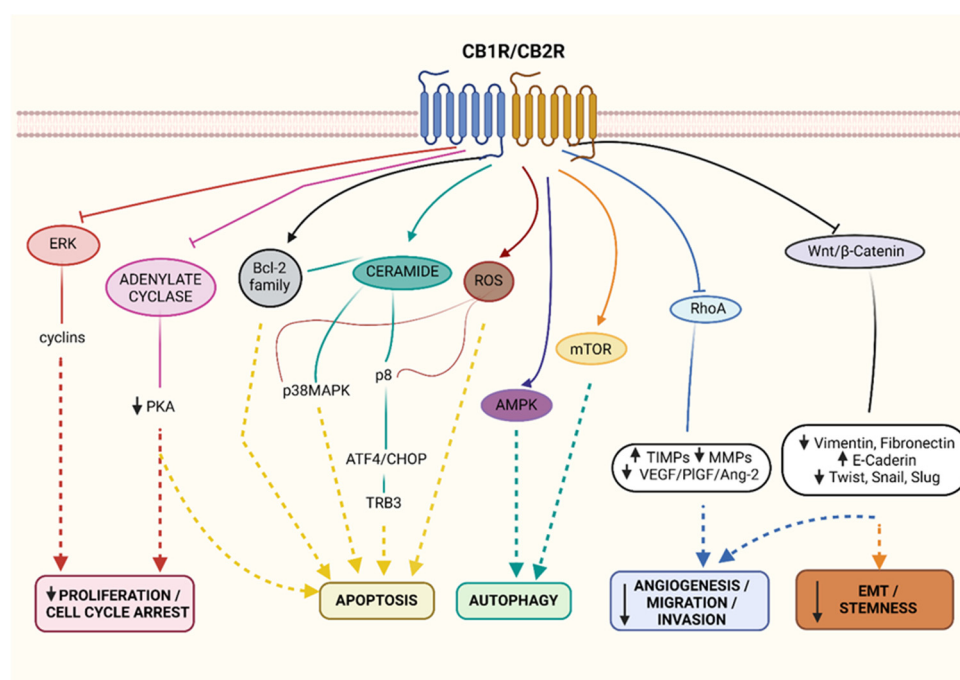 CB1R/CB2R
ERK
ADENYLATE
CYCLASE
Bcl-2
family
CERAMIDE
ROS
Wnt/β-Catenin
RhoA
cyclins
mTOR
p38MAPK
p8
PKA
AMPK
ATF4/CHOP
TRB3
TIMPs MMPs
VEGF/PlGF/Ang-2
Vimentin, Fibronectin
E-Caderin
Twist, Snail, Slug
PROLIFERATION /
CELL CYCLE ARREST
APOPTOSIS
AUTOPHAGY
ANGIOGENESIS /
MIGRATION /
INVASION
EMT /
STEMNESS